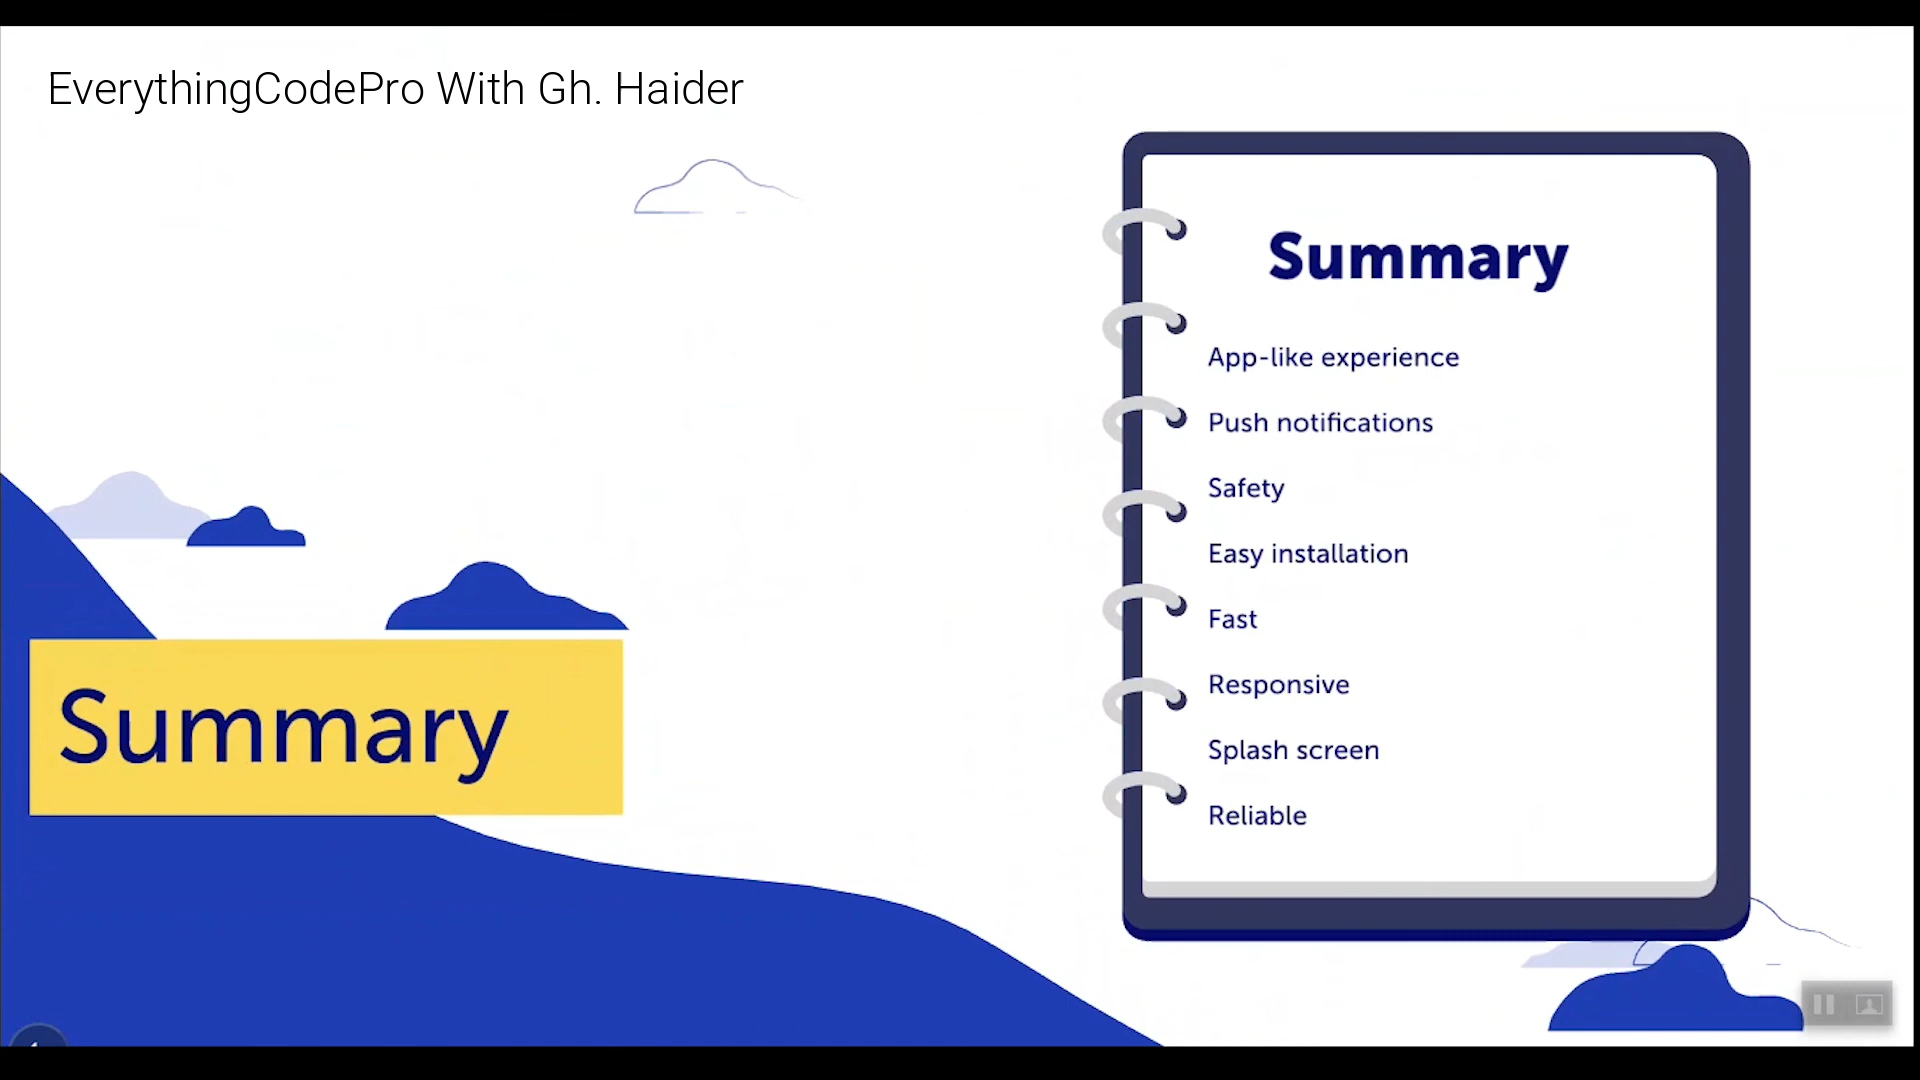 EverythingCodePro With Gh. Haider
Summary
Summary
App-like experience
Push notifications
Safety
Easy installation
Fast
Responsive
Splash screen
Reliable